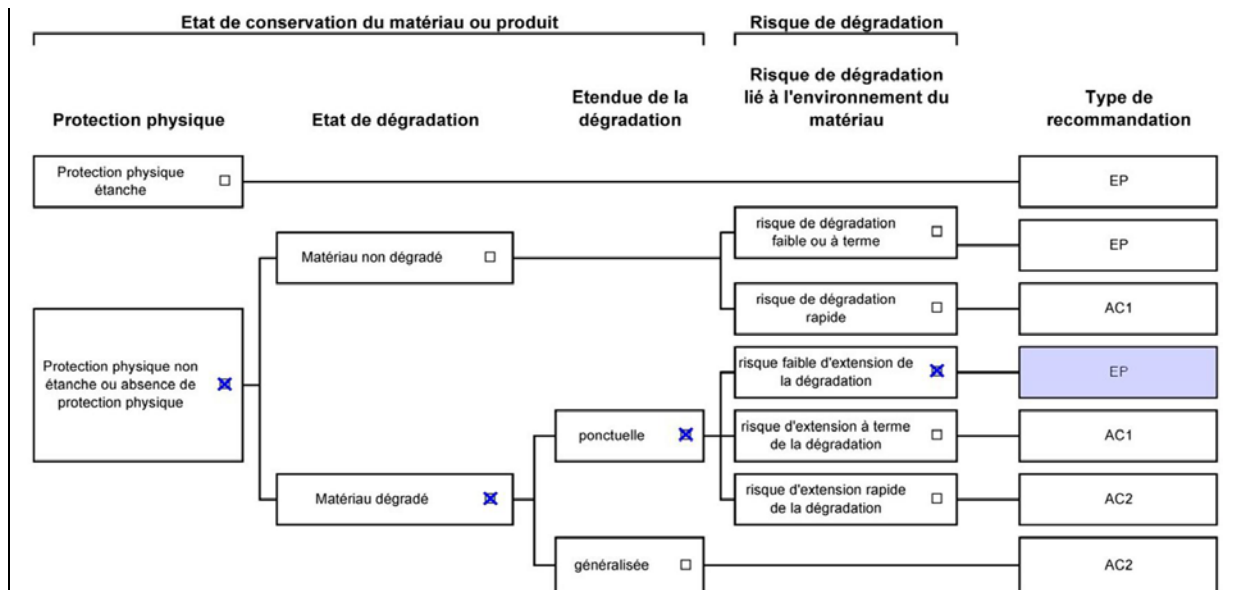 Etat de conservation du matériau ou produit
Risque de dégradation
Protection physique
Etat de dégradation
Etendue de la
dégradation
Risque de dégradation
lié à l'environnement du
matériau
Type de
recommandation
Protection physique
étanche
EP
Matériau non dégradé
risque de dégradation
faible ou à terme
EP
risque de dégradation
rapide
AC1
Protection physique non
étanche ou absence de
protection physique
risque faible d'extension de
la dégradation
EP
ponctuelle
risque d'extension à terme
de la dégradation
AC1
Matériau dégradé
risque d'extension rapide
de la dégradation
AC2
généralisée
AC2